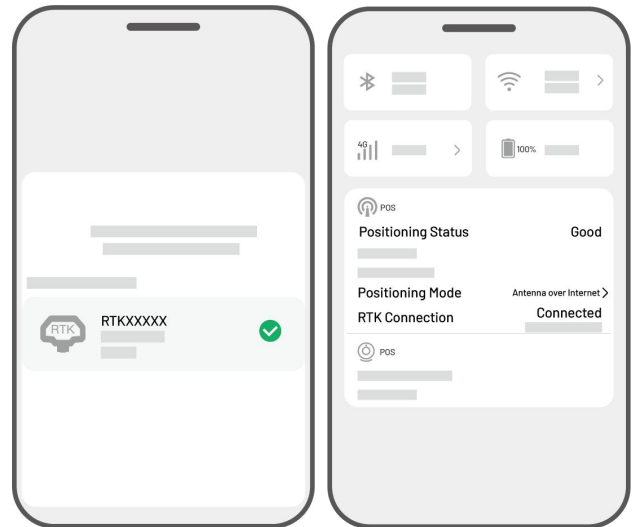 RTK
RTKXXXXX
4G
100%
POS
Positioning Status Good
Positioning Mode Antenna over Internet >
RTK Connection Connected
POS